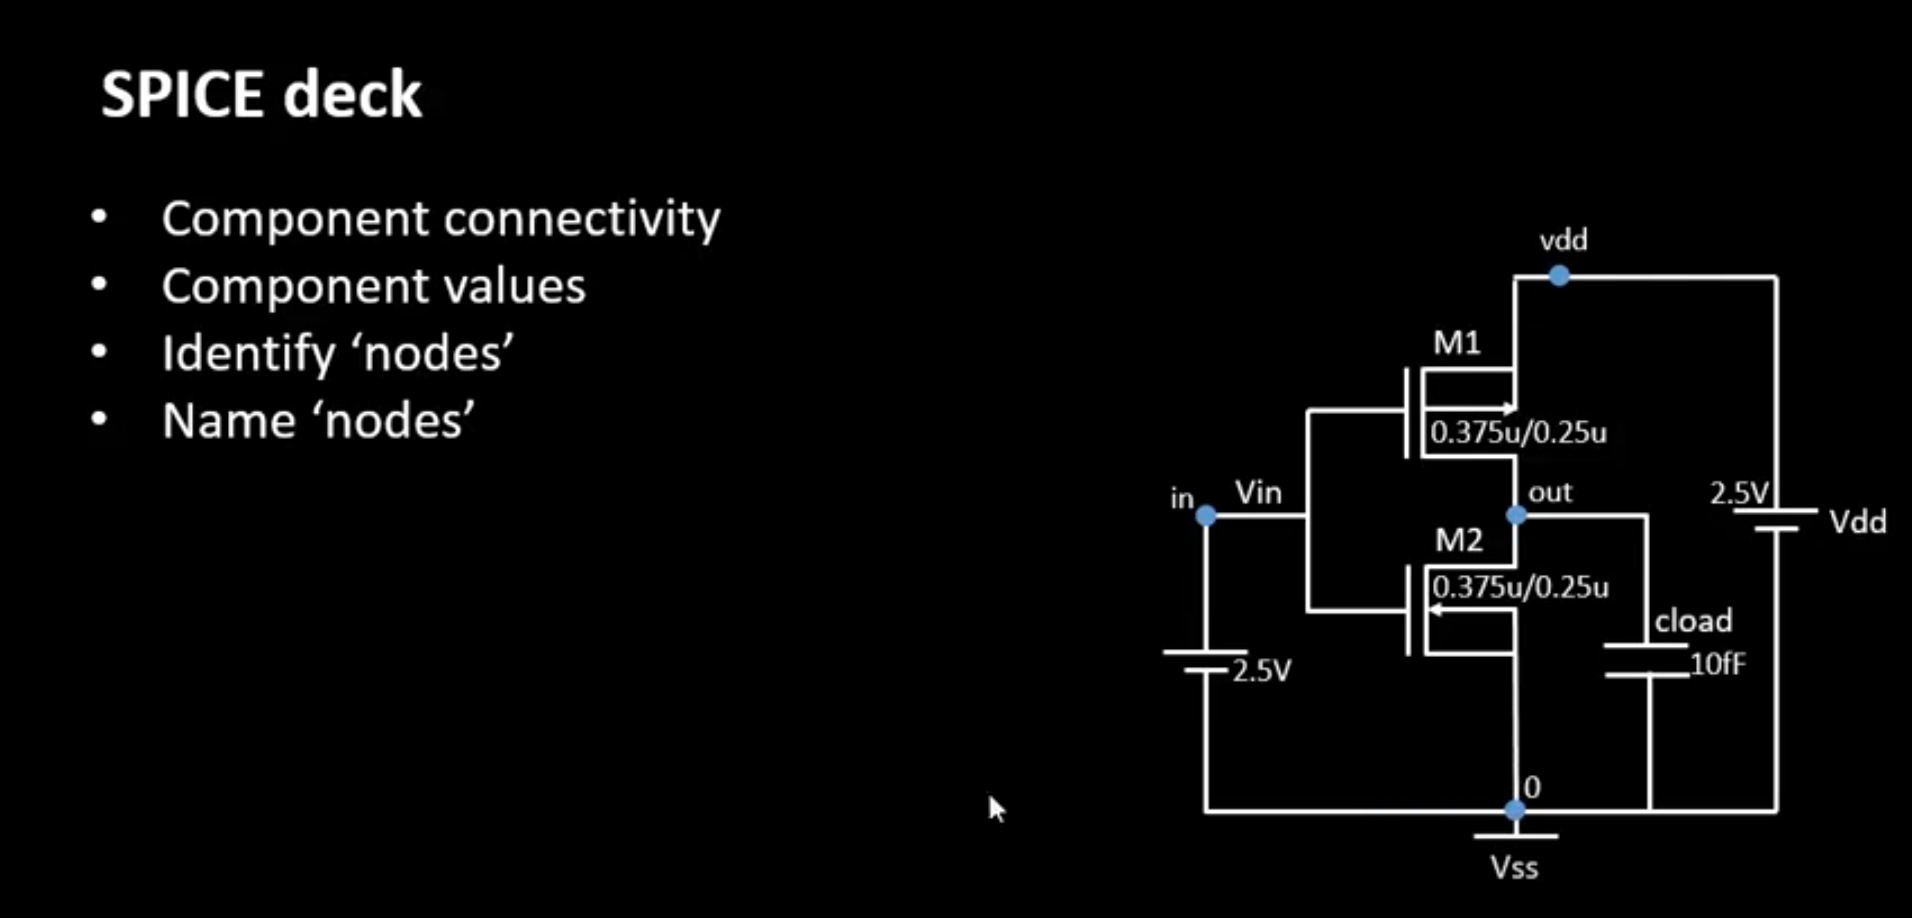 SPICE deck
• Component connectivity
• Component values
• Identify ‘nodes’
• Name ‘nodes’
vdd
M1
0.375u/0.25u
in
Vin
out
2.5V
Vdd
M2
0.375u/0.25u
cload
10fF
2.5V
0
Vss